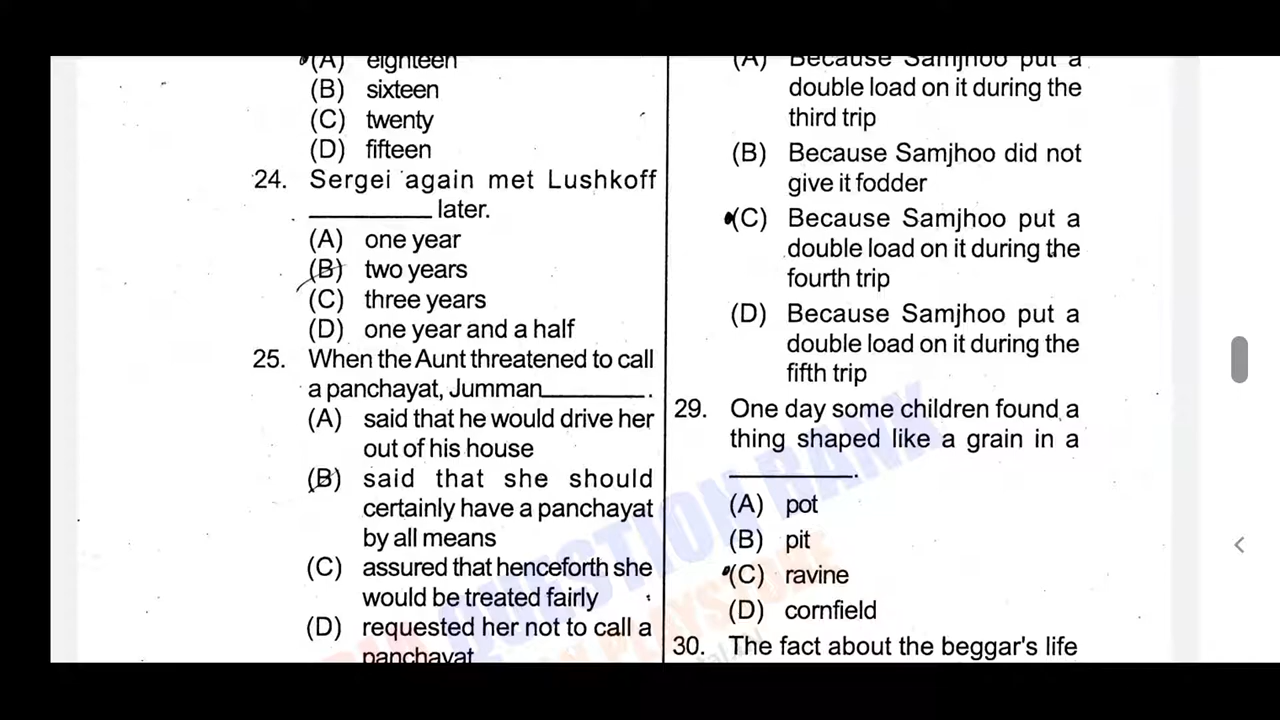 (A) eighteen
(B) sixteen
(C) twenty
(D) fifteen
24. Sergei again met Lushkoff
__________ later.
(A) one year
(B) two years
(C) three years
(D) one year and a half
25. When the Aunt threatened to call
a panchayat, Jumman________.
(A) said that he would drive her
out of his house
(B) said that she should
certainly have a panchayat
by all means
(C) assured that henceforth she
would be treated fairly
(D) requested her not to call a
panchayat
(A) Because Samjhoo put a
double load on it during the
third trip
(B) Because Samjhoo did not
give it fodder
(C) Because Samjhoo put a
double load on it during the
fourth trip
(D) Because Samjhoo put a
double load on it during the
fifth trip
29. One day some children found a
thing shaped like a grain in a
__________.
(A) pot
(B) pit
(C) ravine
(D) cornfield
30. The fact about the beggar's life
QUESTION BANK